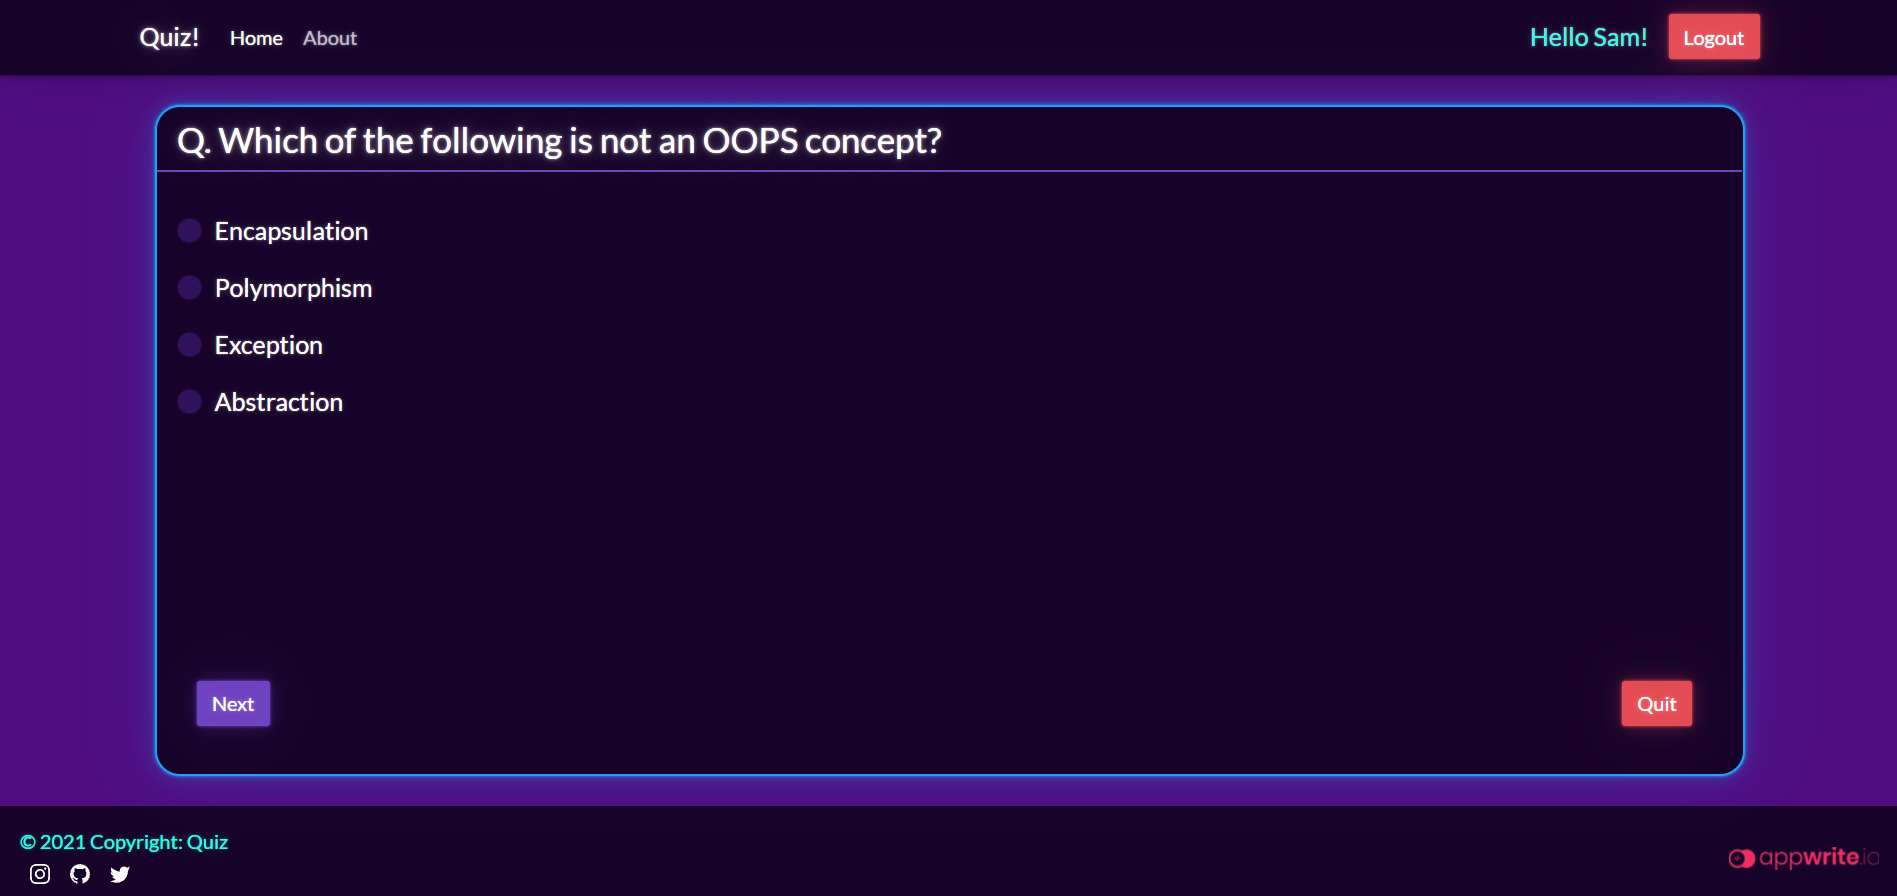 Quiz! Home About Hello Sam! Logout
Q. Which of the following is not an OOPS concept?
Encapsulation
Polymorphism
Exception
Abstraction
Next Quit
© 2021 Copyright: Quiz
appwrite.io